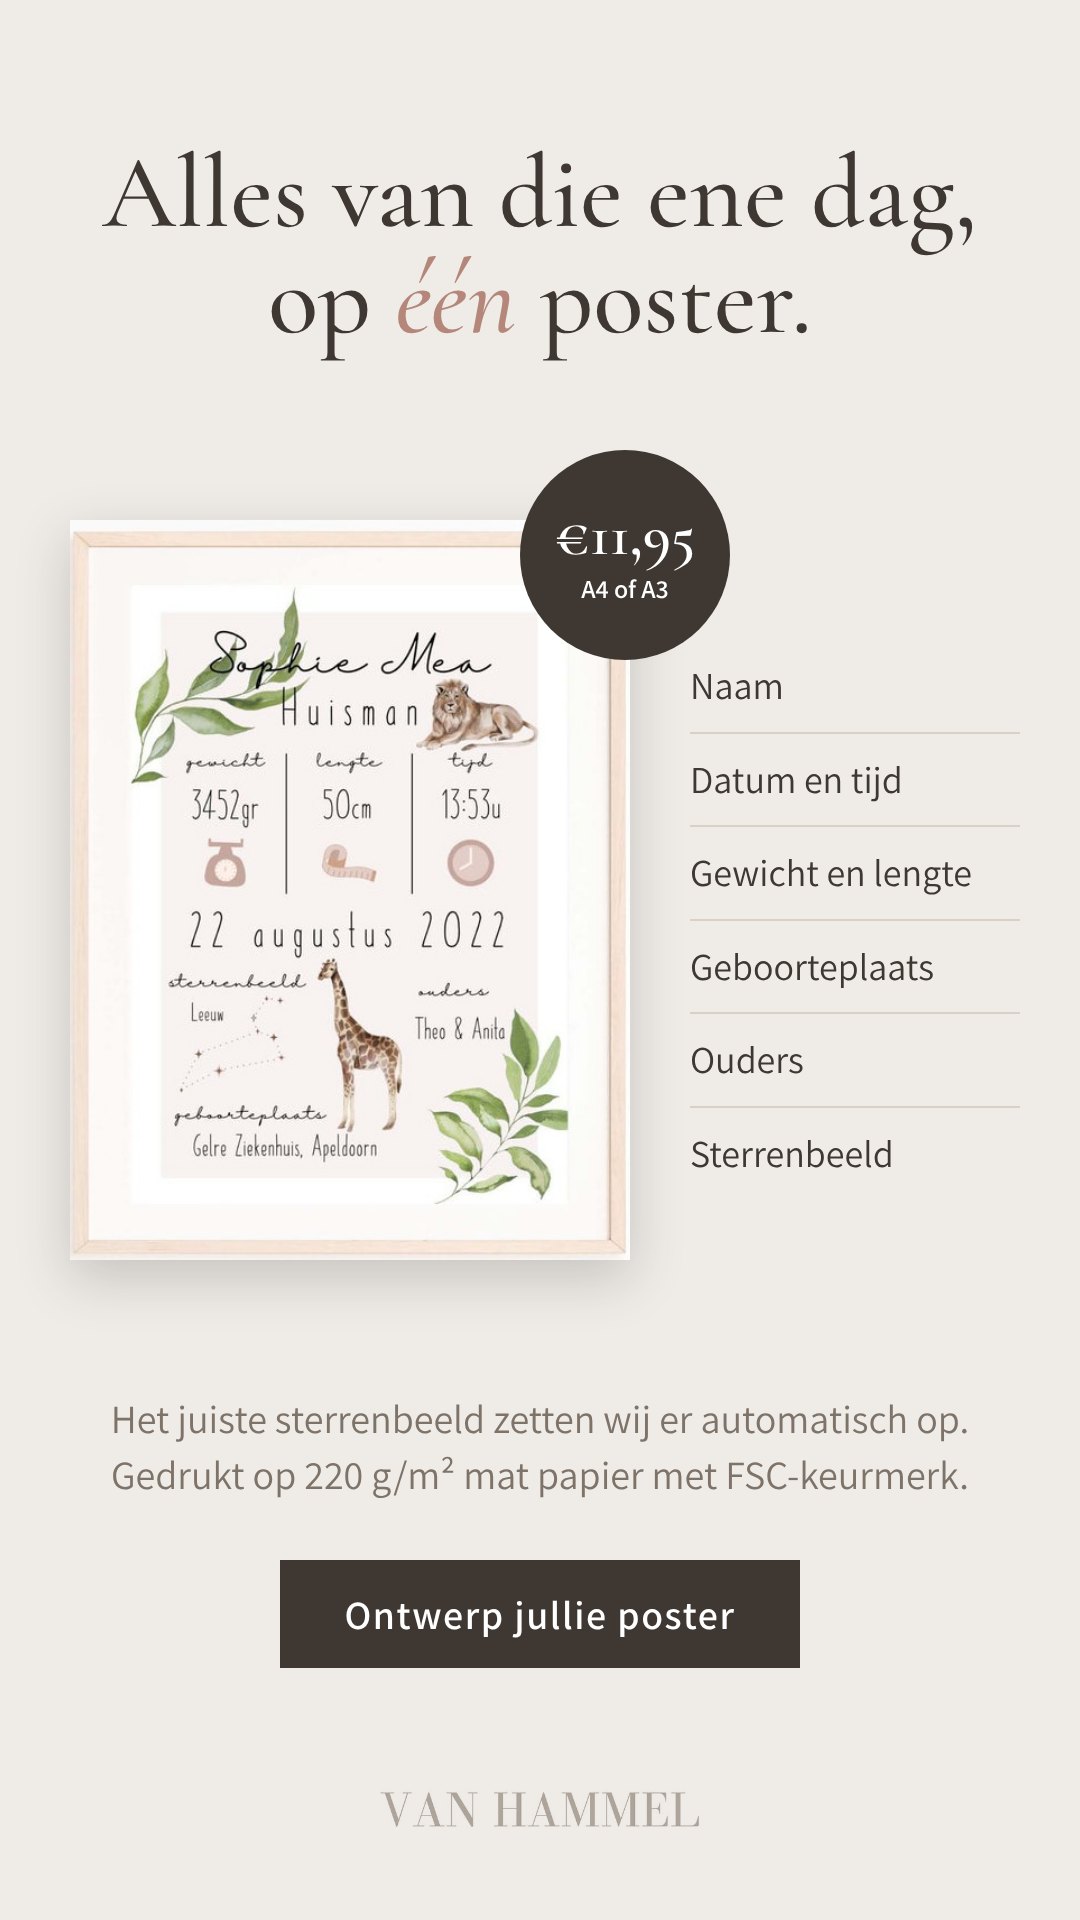 Alles van die ene dag,
op één poster.
€11,95
A4 of A3
Sophie Mea
Huisman
gewicht
lengte
tijd
3452gr
50cm
13:53u
22 augustus 2022
sterrenbeeld
Leeuw
ouders
Theo & Anita
geboorteplaats
Gelre Ziekenhuis, Apeldoorn
Naam
Datum en tijd
Gewicht en lengte
Geboorteplaats
Ouders
Sterrenbeeld
Het juiste sterrenbeeld zetten wij er automatisch op.
Gedrukt op 220 g/m² mat papier met FSC-keurmerk.
Ontwerp jullie poster
VAN HAMMEL